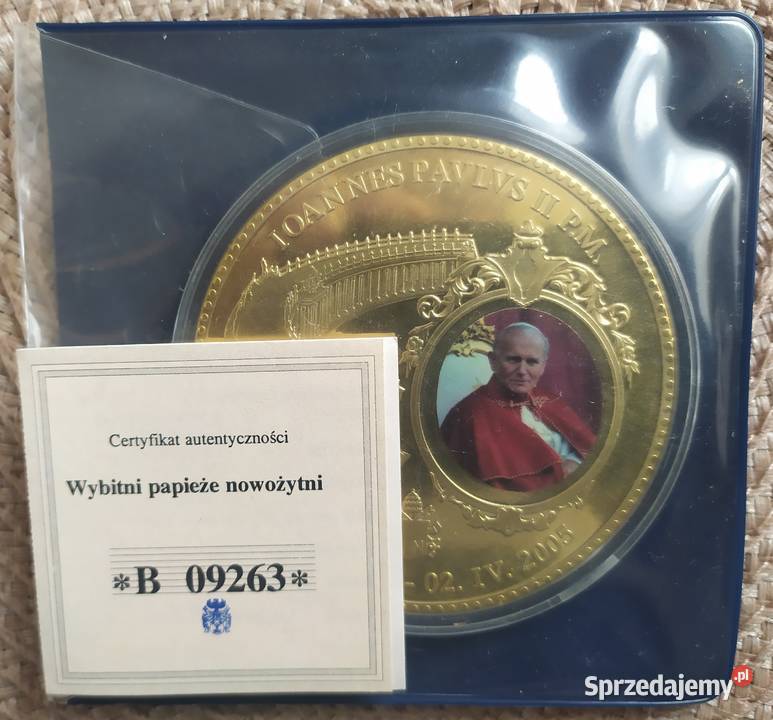 IOANNES PAVLVS II P.M.
Certyfikat autentyczności
Wybitni papieże nowożytni
*B 09263*
- 02. IV. 2005
Sprzedajemy.pl